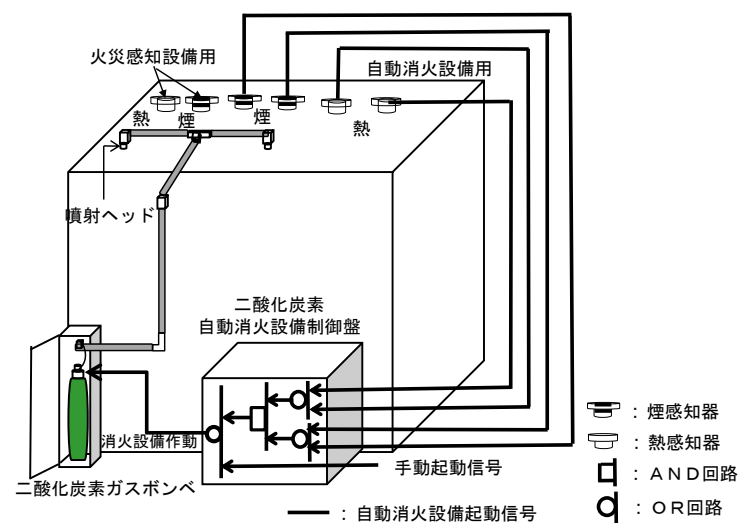 火災感知設備用
自動消火設備用
熱
煙
煙
熱
噴射ヘッド
二酸化炭素
自動消火設備制御盤
消火設備作動
手動起動信号
二酸化炭素ガスボンベ
：自動消火設備起動信号
：煙感知器
：熱感知器
：ＡＮＤ回路
：ＯＲ回路